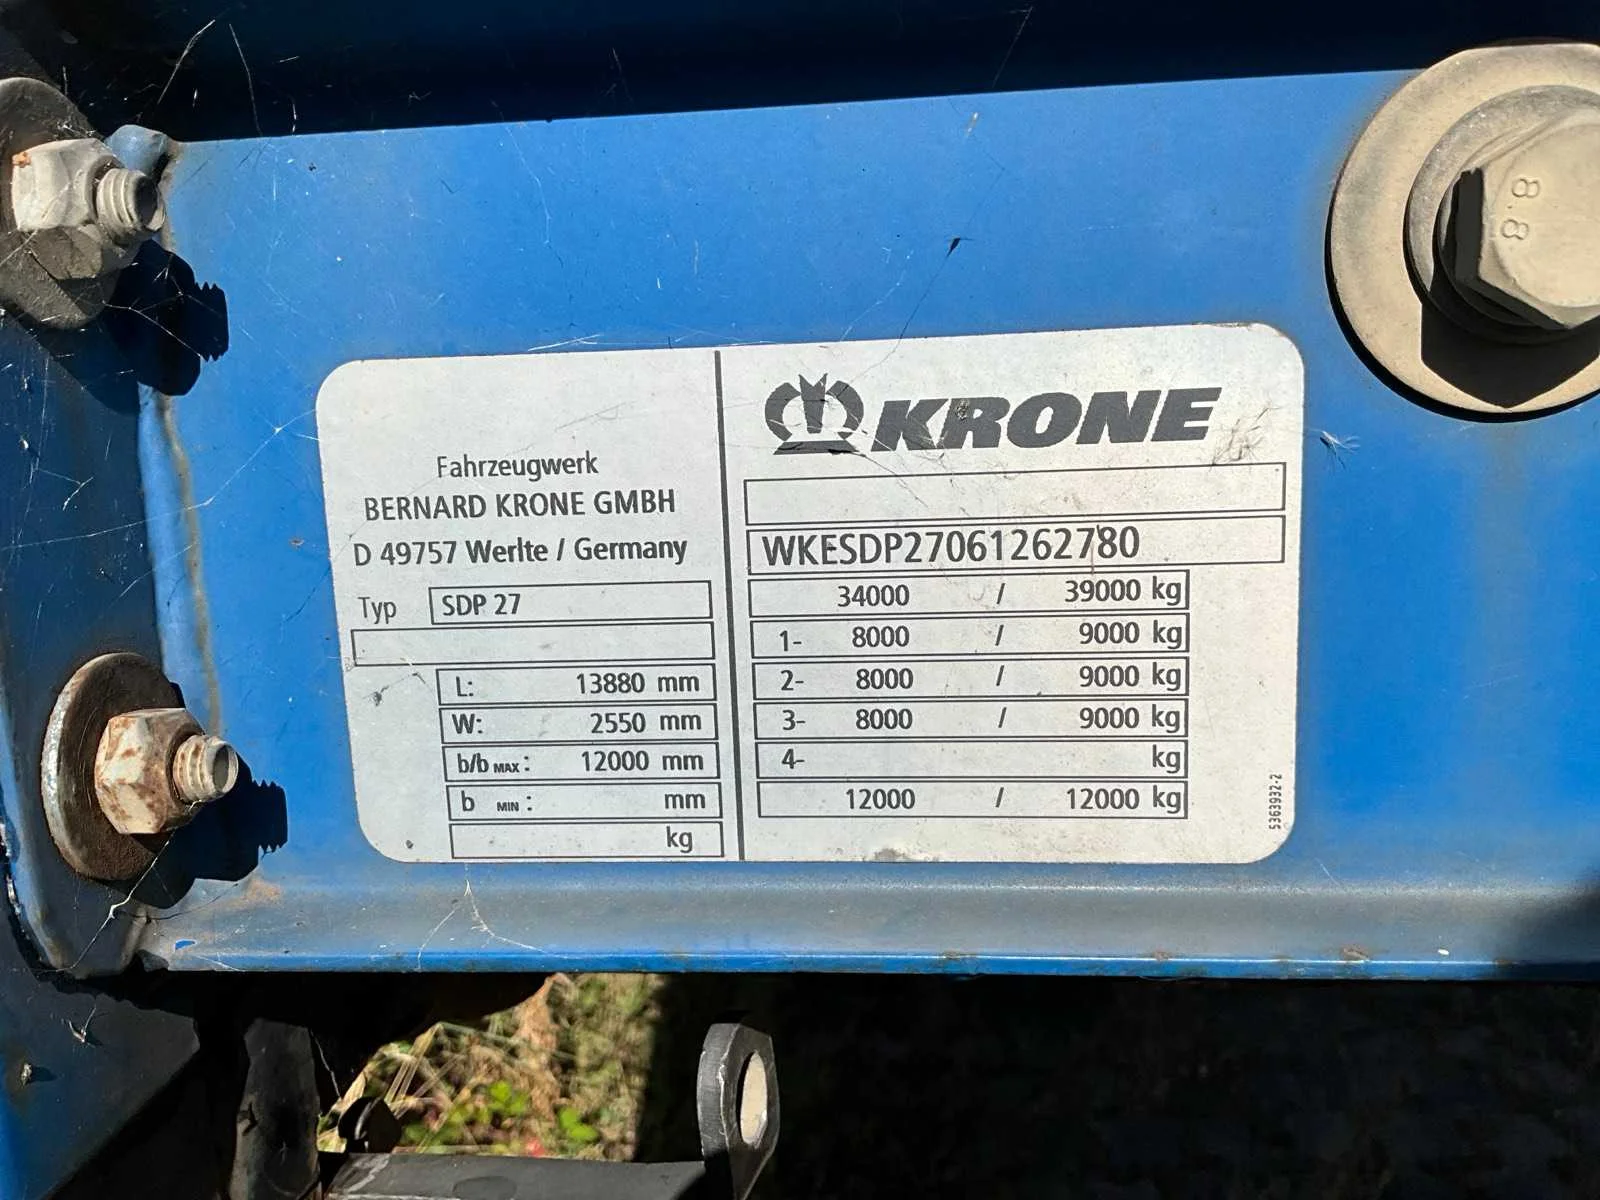 Fahrzeugwerk
BERNARD KRONE GMBH
D 49757 Werlte / Germany
Typ SDP 27
L: 13880 mm
W: 2550 mm
b/b MAX: 12000 mm
b MIN: mm
kg
KRONE
WKESDP27061262780
34000 / 39000 kg
1- 8000 / 9000 kg
2- 8000 / 9000 kg
3- 8000 / 9000 kg
4- kg
12000 / 12000 kg
5363932-2
8.8